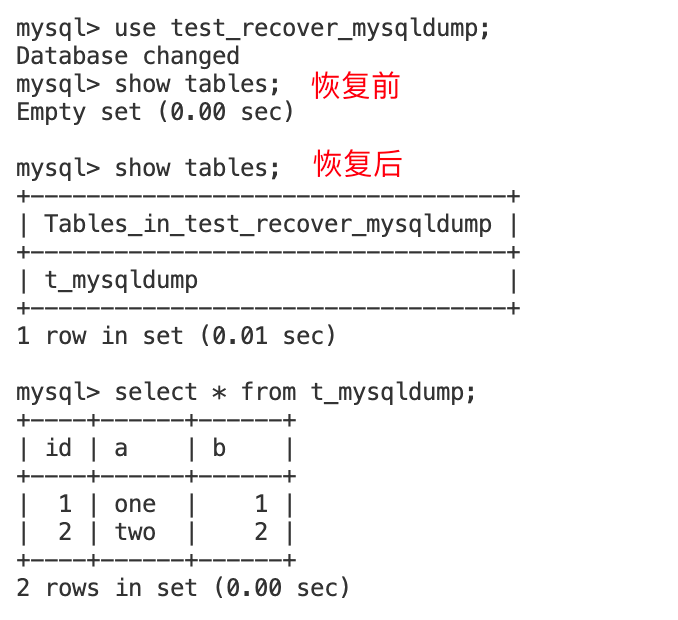 mysql> use test_recover_mysqldump;
Database changed
mysql> show tables; 恢复前
Empty set (0.00 sec)
mysql> show tables; 恢复后
+----------------------------------+
| Tables_in_test_recover_mysqldump |
+----------------------------------+
| t_mysqldump                      |
+----------------------------------+
1 row in set (0.01 sec)
mysql> select * from t_mysqldump;
+----+------+------+
| id | a    | b    |
+----+------+------+
|  1 | one  |    1 |
|  2 | two  |    2 |
+----+------+------+
2 rows in set (0.00 sec)